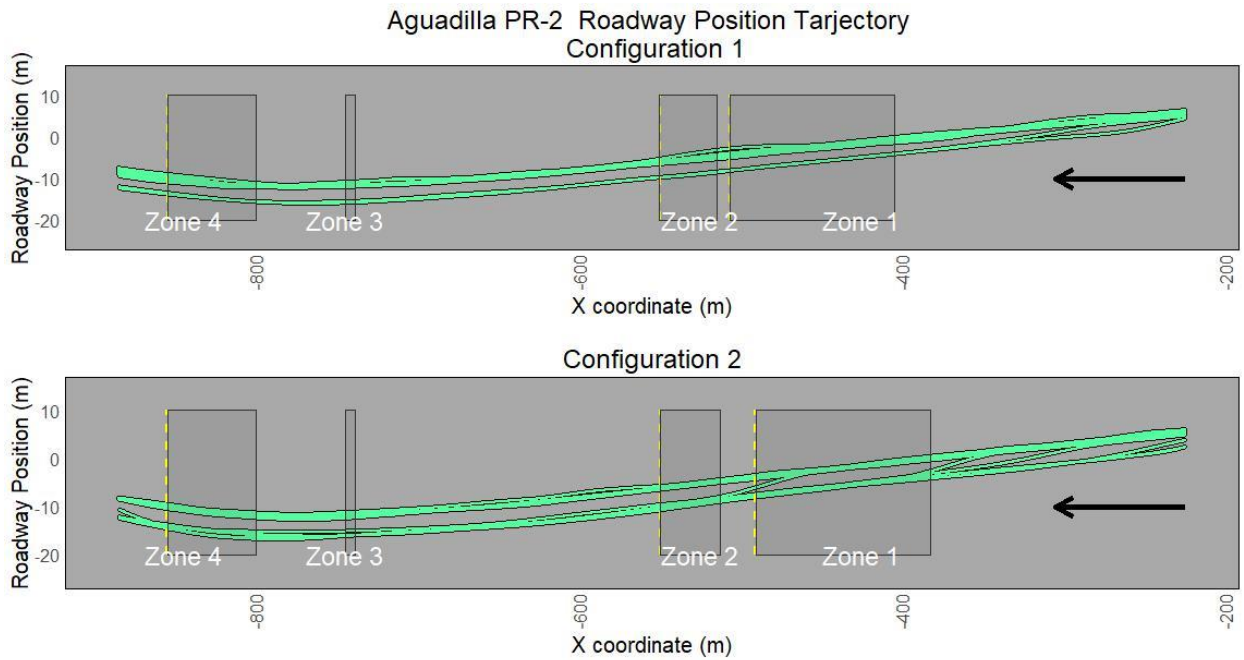 Aguadilla PR-2 Roadway Position Tarjectory
Configuration 1
Roadway Position (m)
10
0
-10
-20
Zone 4
Zone 3
Zone 2
Zone 1
-800
-600
-400
-200
X coordinate (m)
Configuration 2
Roadway Position (m)
10
0
-10
-20
Zone 4
Zone 3
Zone 2
Zone 1
-800
-600
-400
-200
X coordinate (m)